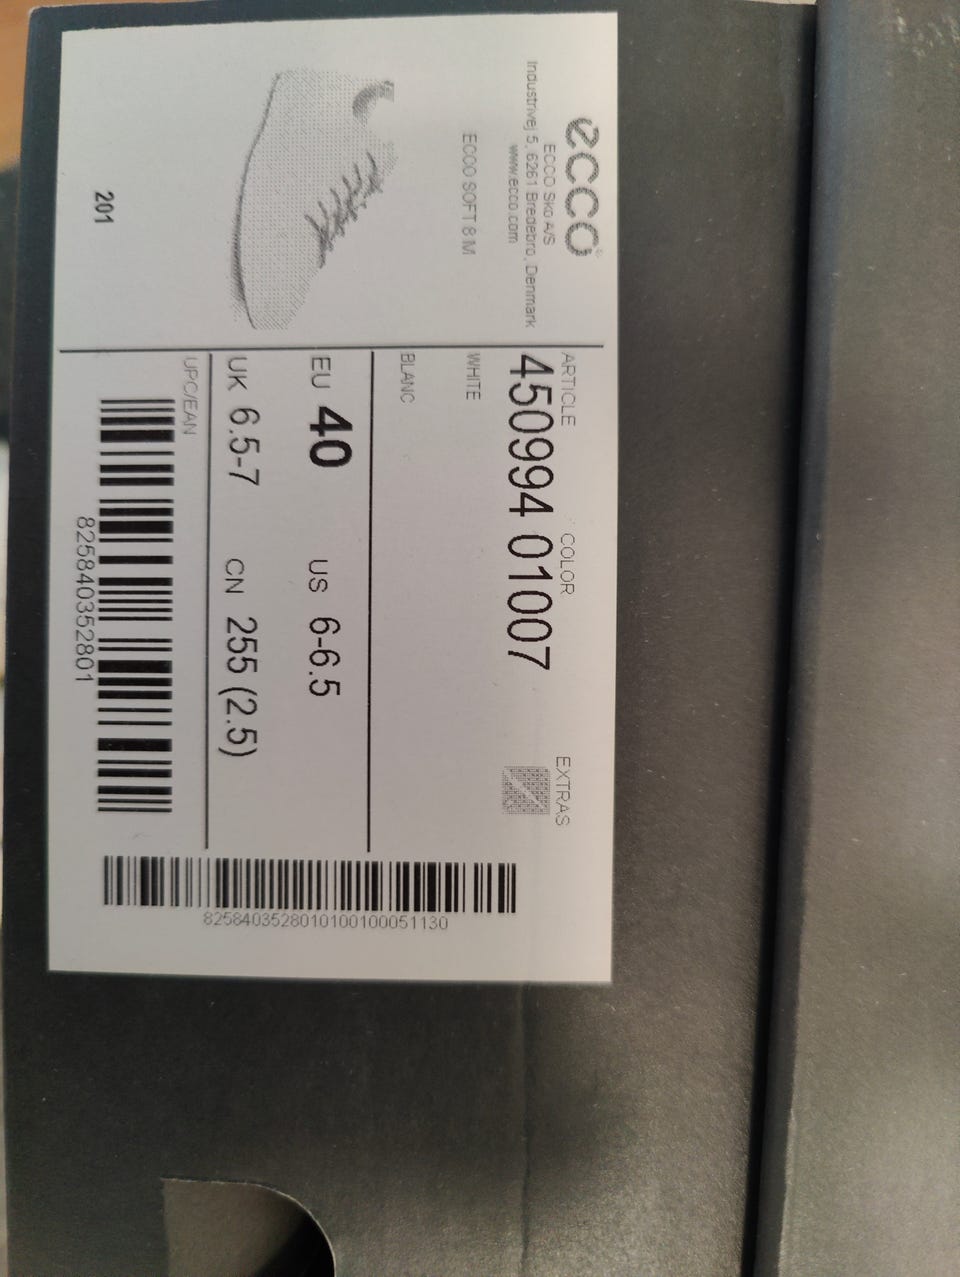 ecco
ECCO Sko A/S
Industrivej 5, 6261 Bredebro, Denmark
www.ecco.com
ECCO SOFT 8 M
201
ARTICLE COLOR EXTRAS
450994 01007
WHITE
BLANC
EU 40 US 6-6.5
UK 6.5-7 CN 255 (2.5)
UPC/EAN
825840352801
8258403528010100100051130